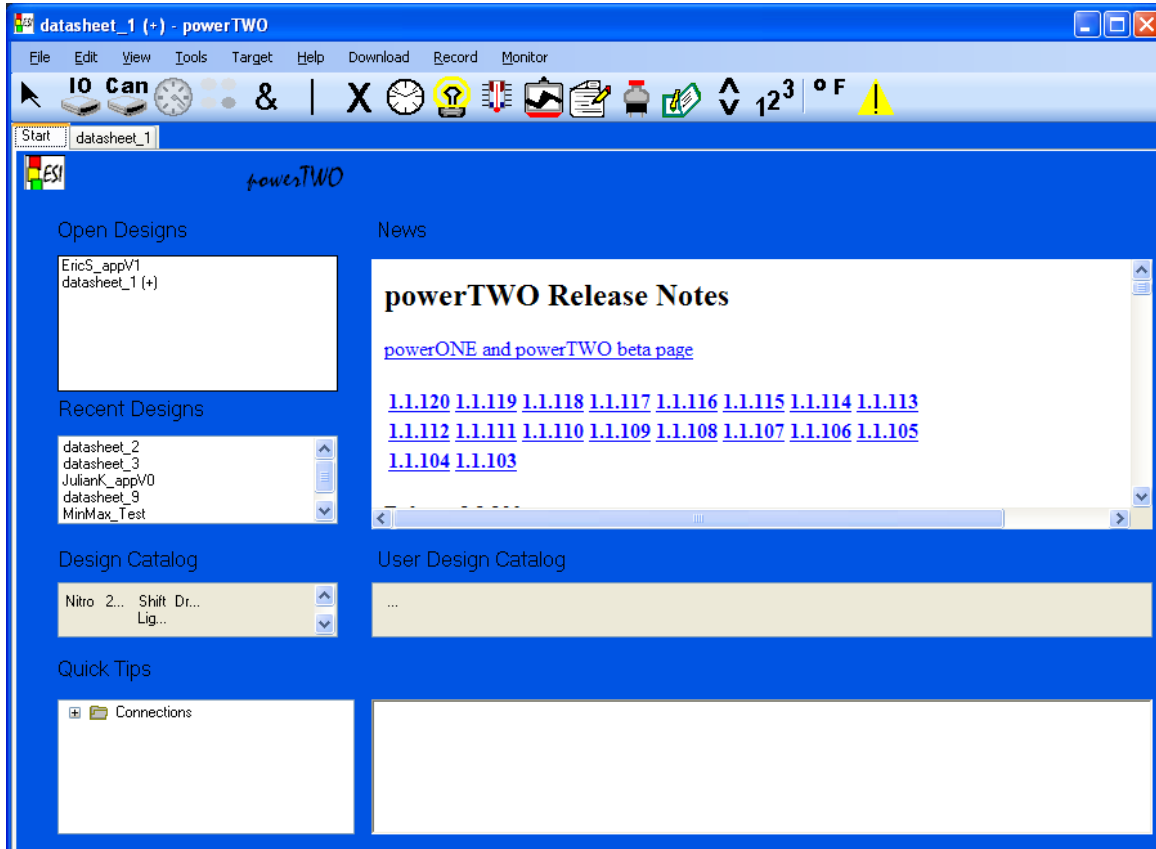 datasheet_1 (+) - powerTWO
File Edit View Tools Target Help Download Record Monitor
IO Can & | X 123 ° F
Start datasheet_1
ESI powerTWO
Open Designs
EricS_appV1
datasheet_1 (+)
Recent Designs
datasheet_2
datasheet_3
JulianK_appV0
datasheet_9
MinMax_Test
News
powerTWO Release Notes
powerONE and powerTWO beta page
1.1.120 1.1.119 1.1.118 1.1.117 1.1.116 1.1.115 1.1.114 1.1.113
1.1.112 1.1.111 1.1.110 1.1.109 1.1.108 1.1.107 1.1.106 1.1.105
1.1.104 1.1.103
Design Catalog
Nitro 2... Shift Dr...
Lig...
User Design Catalog
...
Quick Tips
Connections